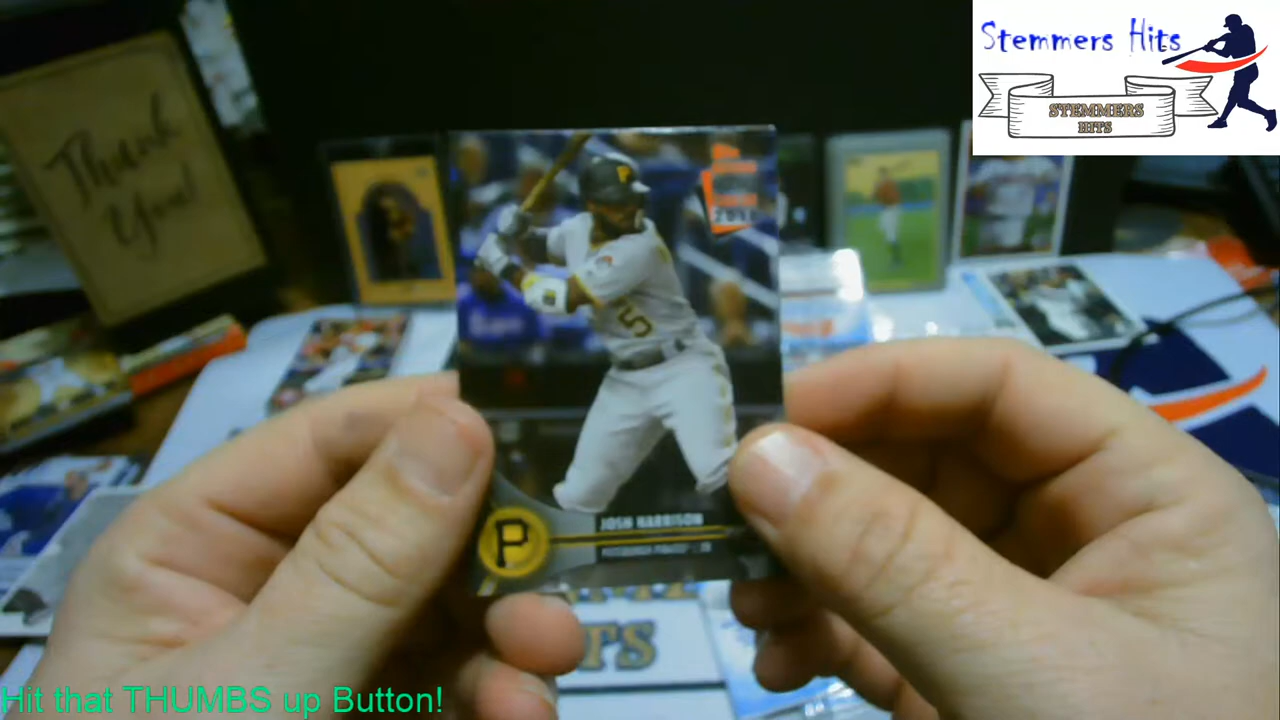 Stemmers Hits
STEMMERS
HITS
Thank
You!
P
5
JOSH HARRISON
PITTSBURGH PIRATES
P
Hit that THUMBS up Button!